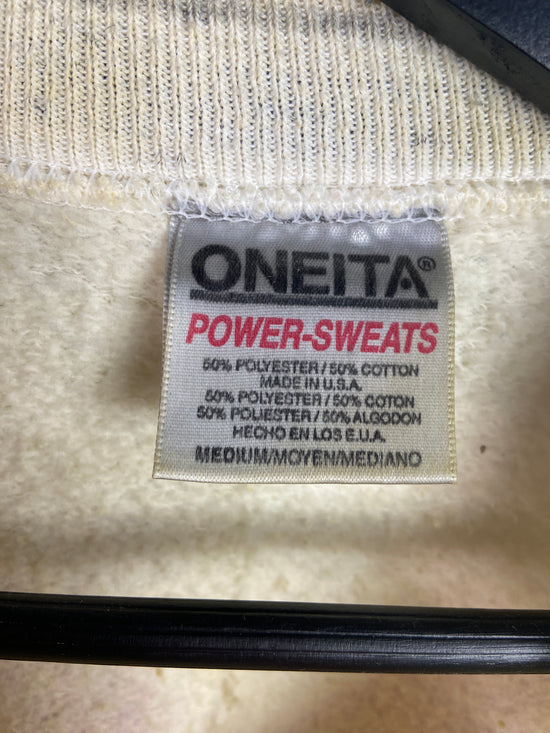 ONEITA®
POWER-SWEATS
50% POLYESTER / 50% COTTON
MADE IN U.S.A.
50% POLYESTER / 50% COTON
50% POLIESTER / 50% ALGODON
HECHO EN LOS E.U.A.
MEDIUM/MOYEN/MEDIANO